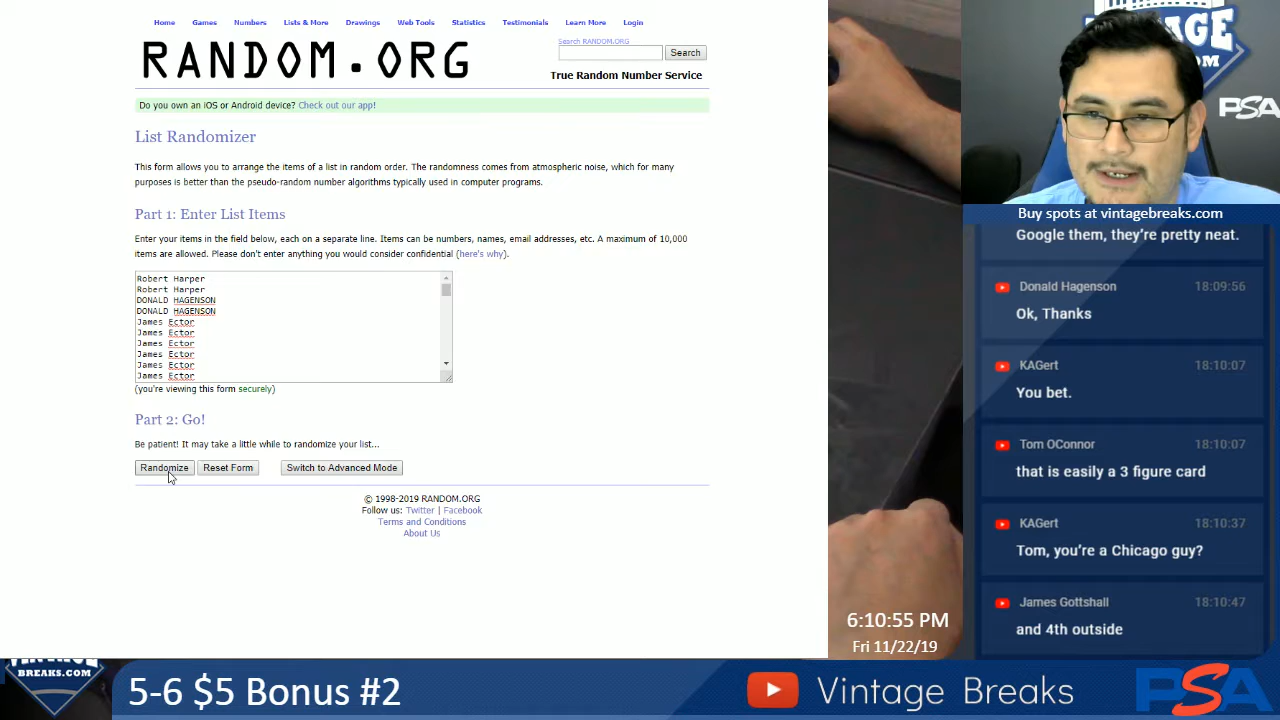 Home Games Numbers Lists & More Drawings Web Tools Statistics Testimonials Learn More Login
RANDOM.ORG
Search RANDOM.ORG
Search
True Random Number Service
Do you own an iOS or Android device? Check out our app!
List Randomizer
This form allows you to arrange the items of a list in random order. The randomness comes from atmospheric noise, which for many
purposes is better than the pseudo-random number algorithms typically used in computer programs.
Part 1: Enter List Items
Enter your items in the field below, each on a separate line. Items can be numbers, names, email addresses, etc. A maximum of 10,000
items are allowed. Please don't enter anything you would consider confidential (here's why).
Robert Harper
Robert Harper
DONALD HAGENSON
DONALD HAGENSON
James Ector
James Ector
James Ector
James Ector
James Ector
James Ector
(you're viewing this form securely)
Part 2: Go!
Be patient! It may take a little while to randomize your list...
Randomize Reset Form Switch to Advanced Mode
© 1998-2019 RANDOM.ORG
Follow us: Twitter | Facebook
Terms and Conditions
About Us
VINTAGE
PSA
Buy spots at vintagebreaks.com
Google them, they're pretty neat.
Donald Hagenson 18:09:56
Ok, Thanks
KAGert 18:10:07
You bet.
Tom OConnor 18:10:07
that is easily a 3 figure card
KAGert 18:10:37
Tom, you're a Chicago guy?
James Gottshall 18:10:47
and 4th outside
6:10:55 PM
Fri 11/22/19
VINTAGE
BREAKS.COM
5-6 $5 Bonus #2
Vintage Breaks
PSA